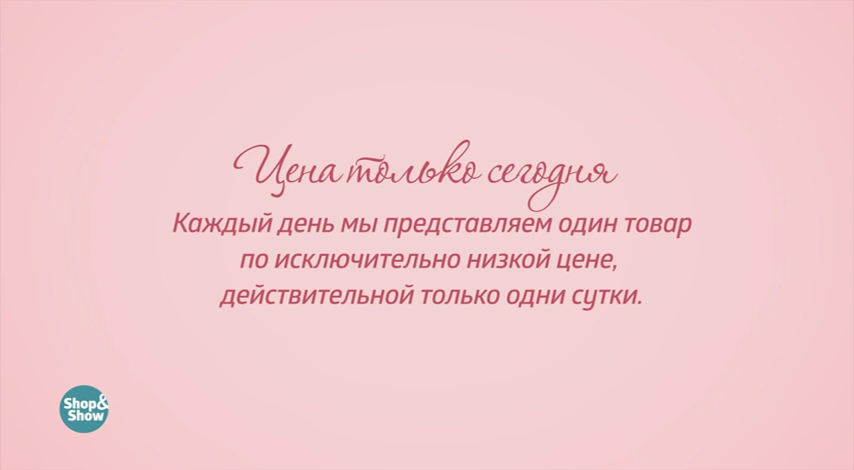 Цена только сегодня
Каждый день мы представляем один товар
по исключительно низкой цене,
действительной только одни сутки.
Shop&
Show